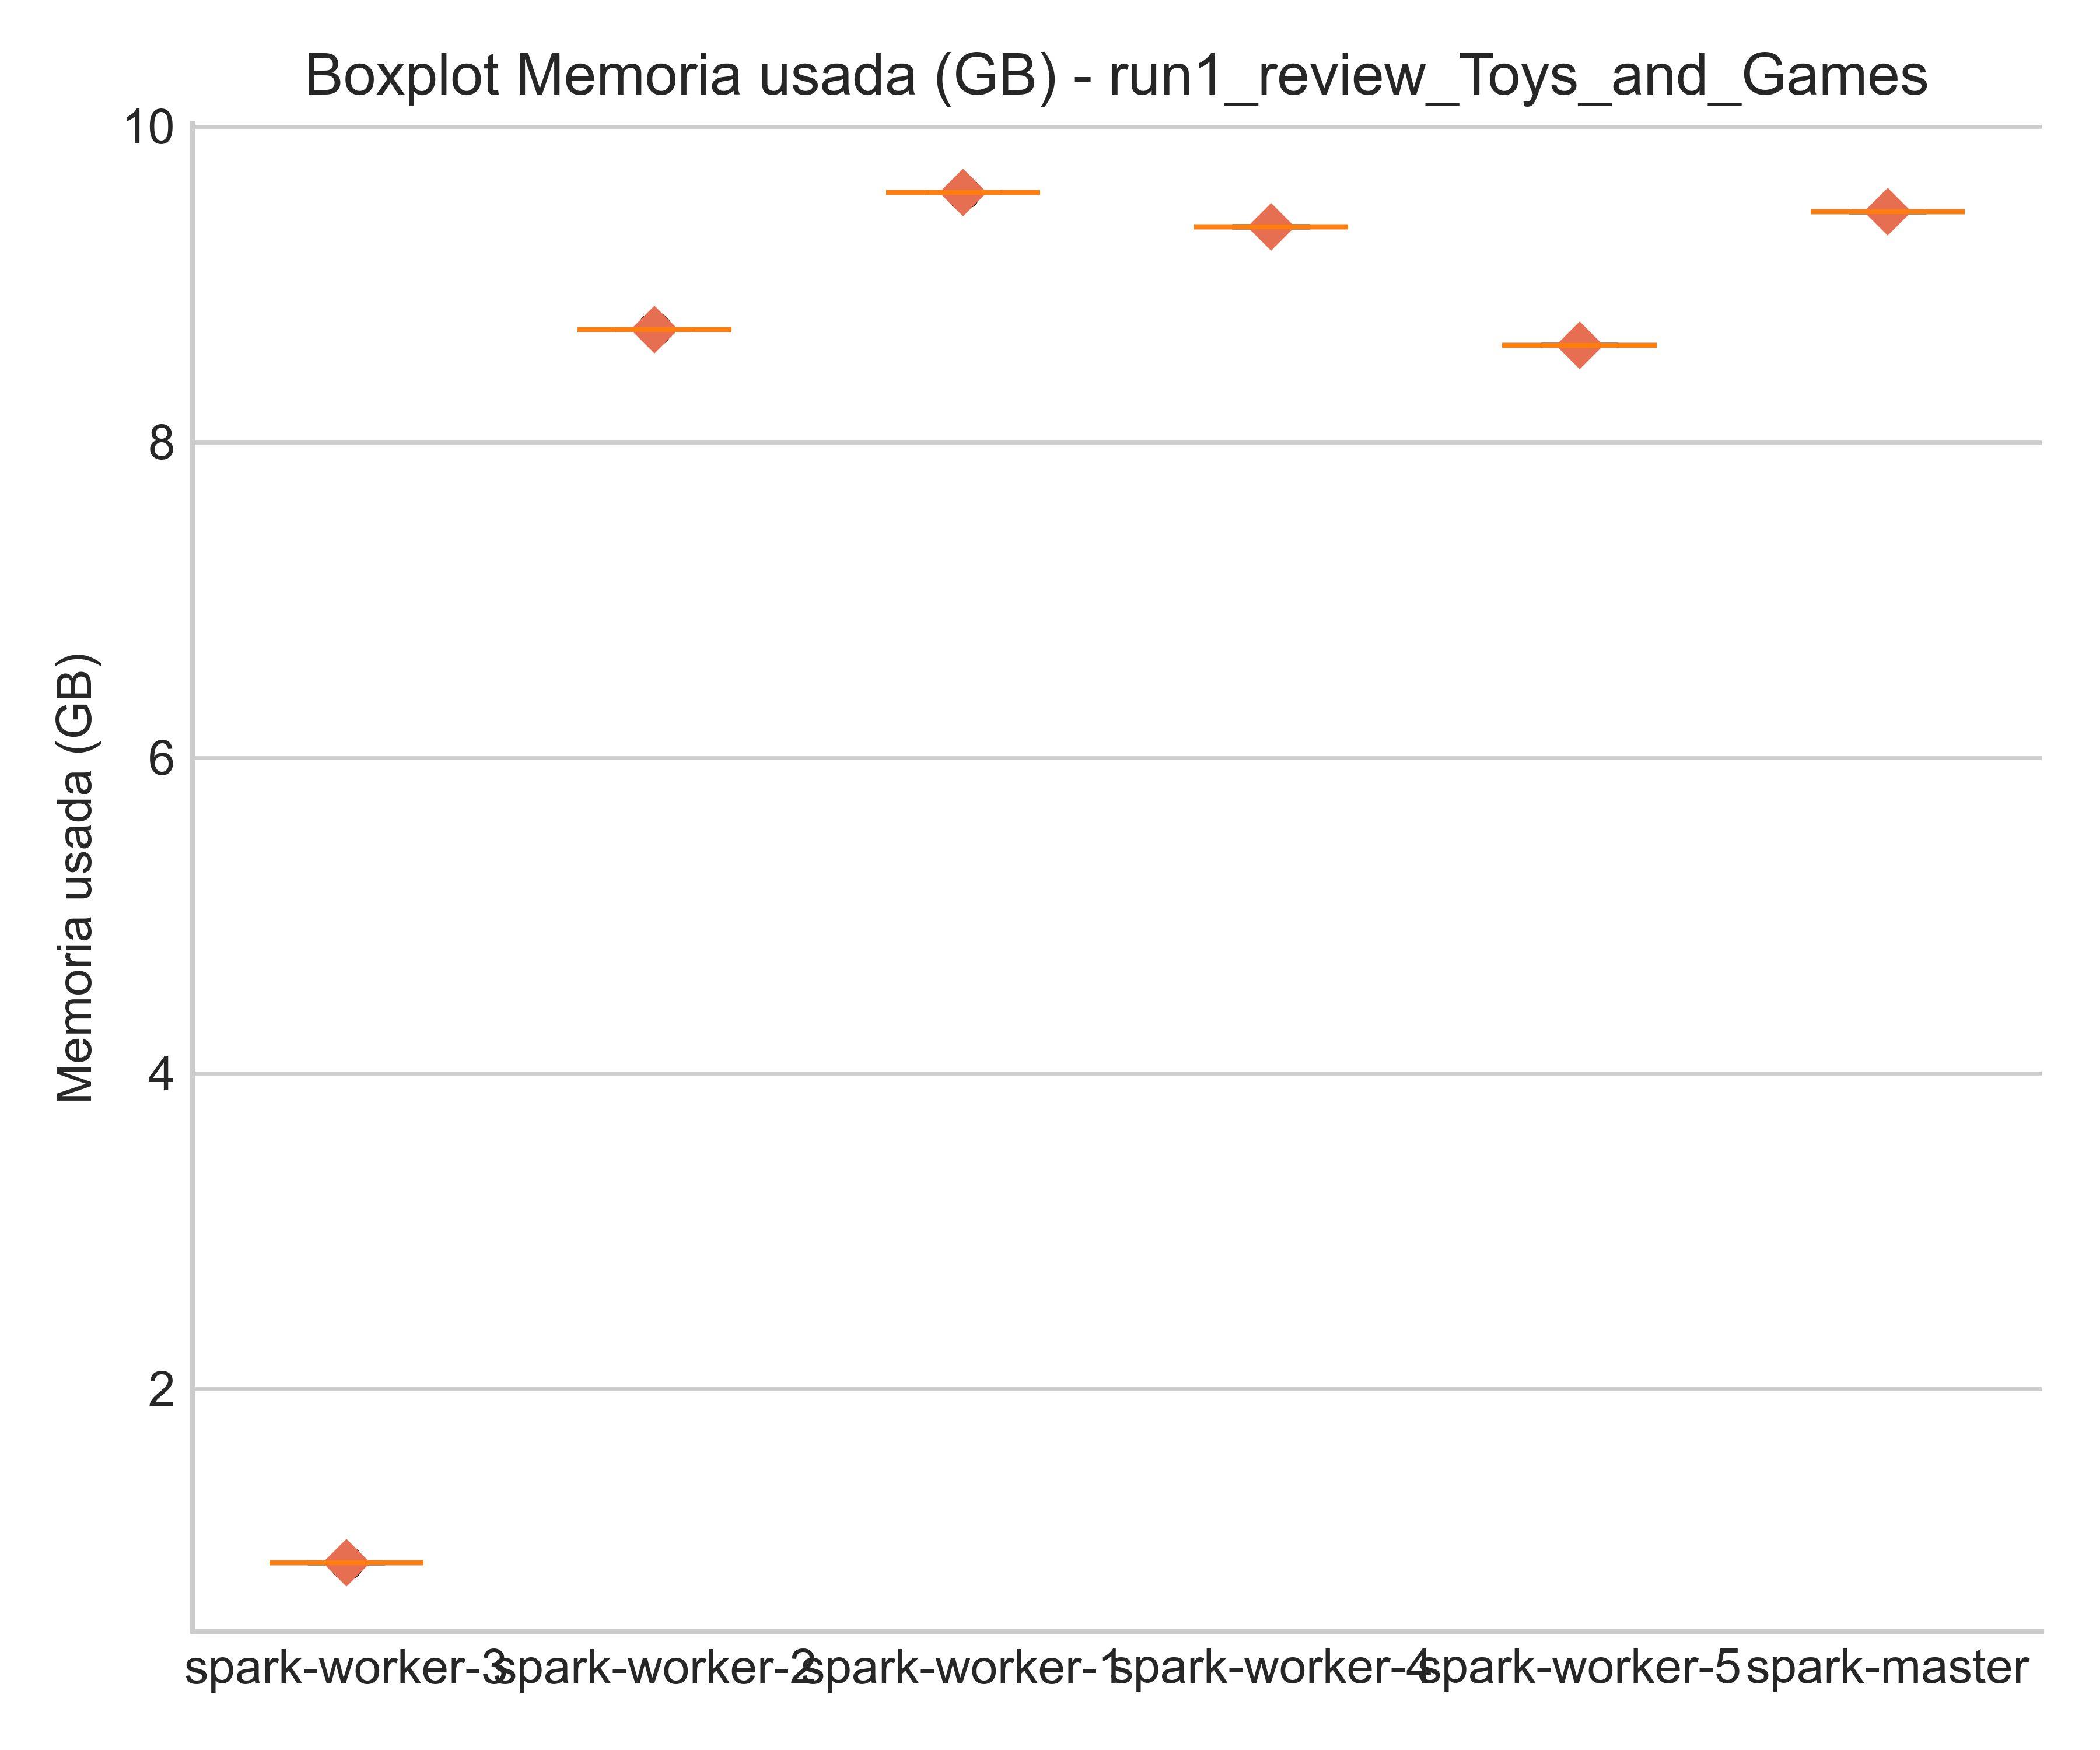 Boxplot Memoria usada (GB) - run1_review_Toys_and_Games
10
8
6
4
2
Memoria usada (GB)
spark-worker-3
spark-worker-2
spark-worker-1
spark-worker-4
spark-worker-5
spark-master